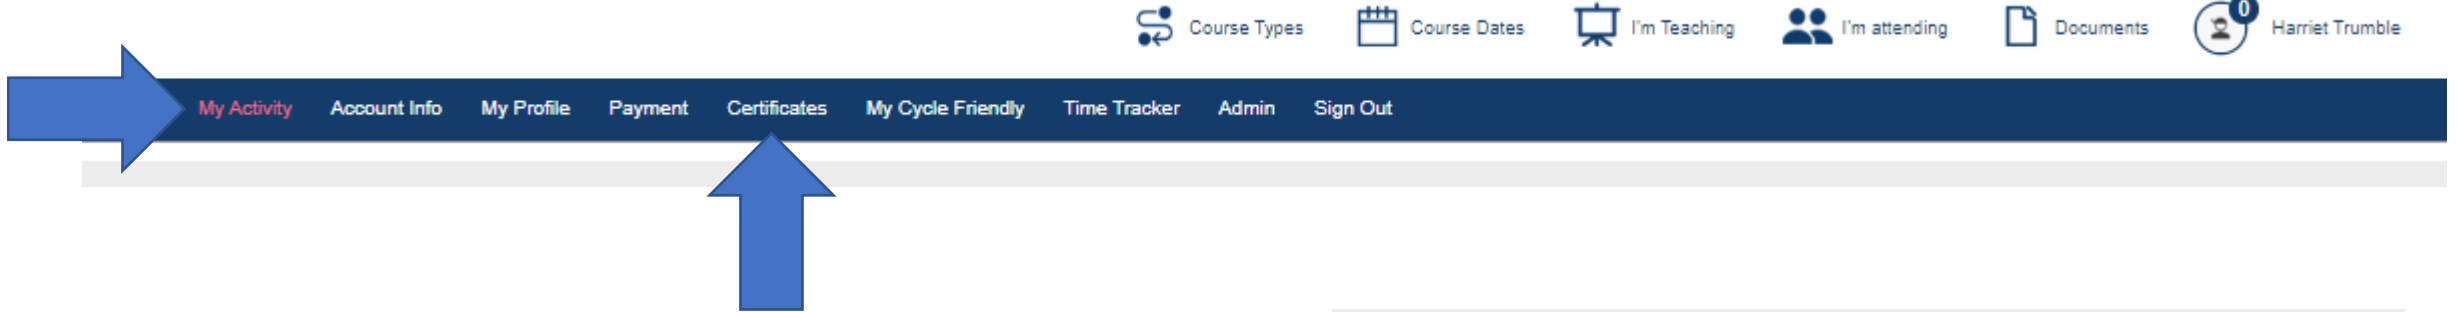 Course Types Course Dates I'm Teaching I'm attending Documents 0 Harriet Trumble
My Activity Account Info My Profile Payment Certificates My Cycle Friendly Time Tracker Admin Sign Out